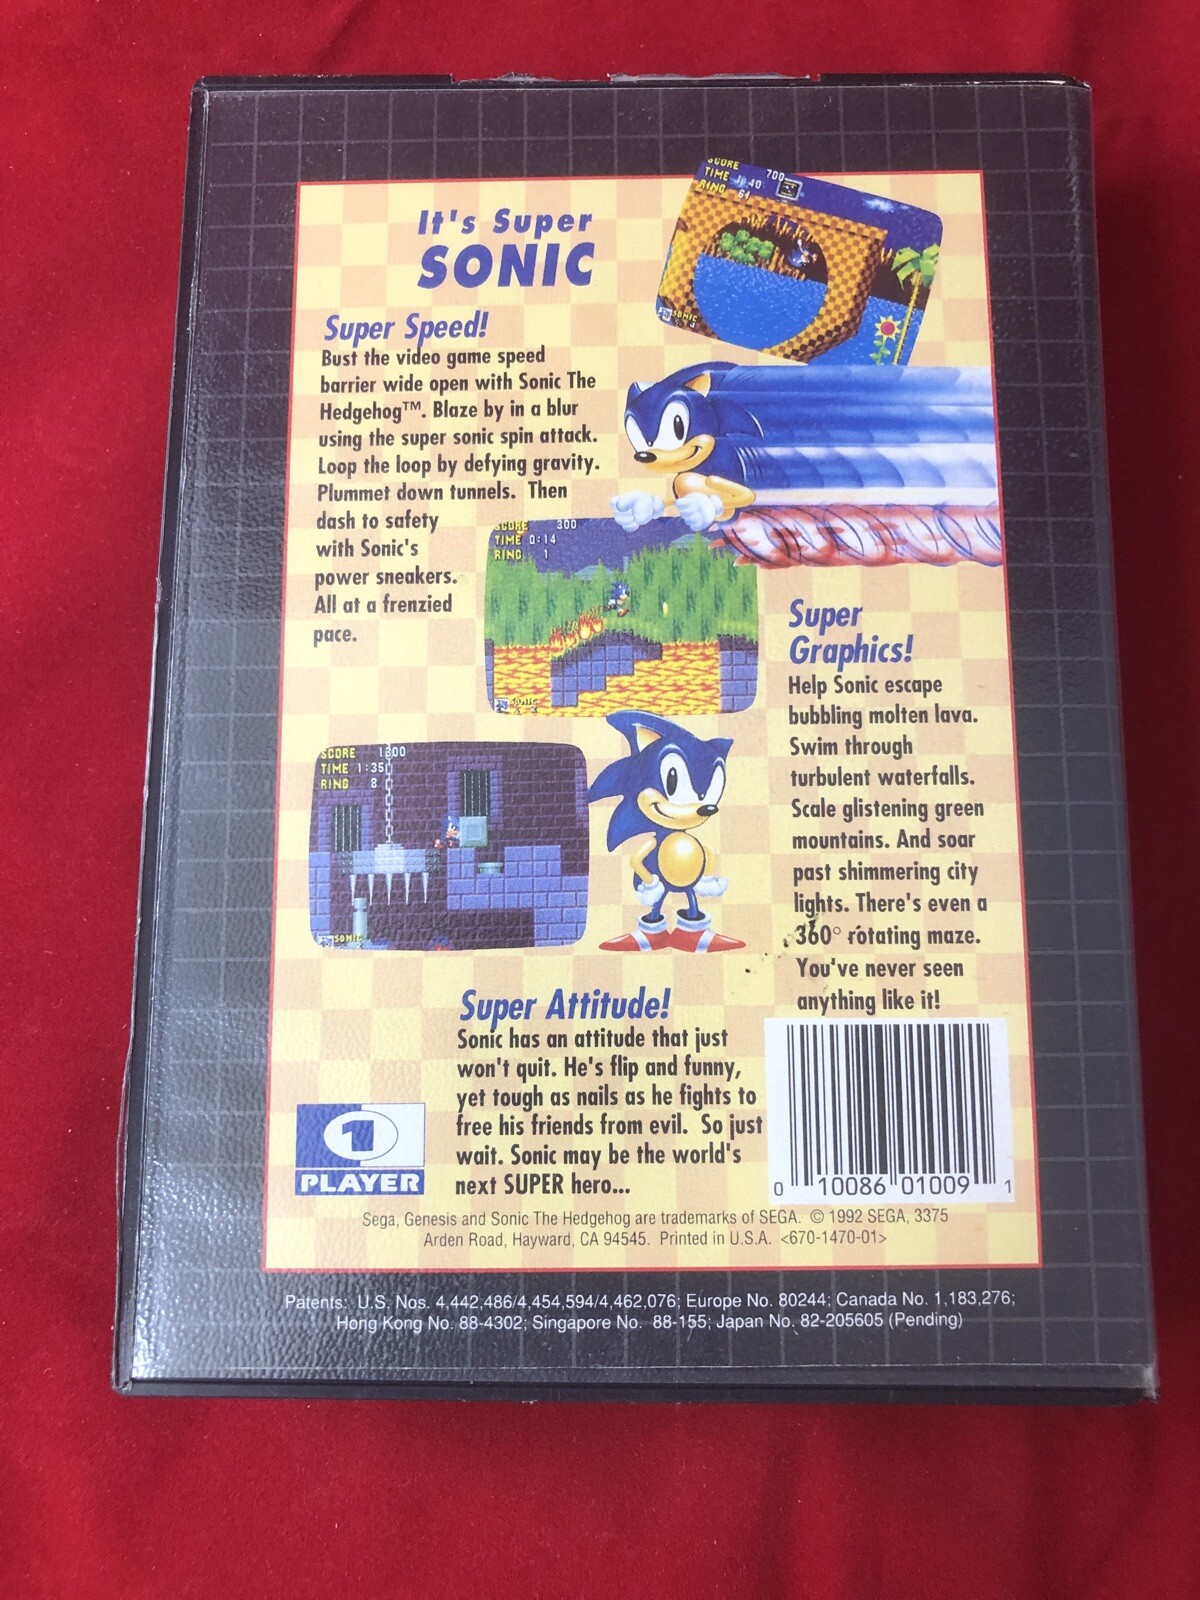 It's Super
SONIC
Super Speed!
Bust the video game speed
barrier wide open with Sonic The
Hedgehog™. Blaze by in a blur
using the super sonic spin attack.
Loop the loop by defying gravity.
Plummet down tunnels. Then
dash to safety
with Sonic's
power sneakers.
All at a frenzied
pace.
SCORE 700
TIME 1:40
RING 64
SONIC
SCORE 300
TIME 0:14
RING 1
SONIC
Super
Graphics!
Help Sonic escape
bubbling molten lava.
Swim through
turbulent waterfalls.
Scale glistening green
mountains. And soar
past shimmering city
lights. There's even a
360° rotating maze.
You've never seen
anything like it!
SCORE 1300
TIME 1:35
RING 8
SONIC
Super Attitude!
Sonic has an attitude that just
won't quit. He's flip and funny,
yet tough as nails as he fights to
free his friends from evil. So just
wait. Sonic may be the world's
next SUPER hero...
1
PLAYER
0 10086 01009 1
Sega, Genesis and Sonic The Hedgehog are trademarks of SEGA. © 1992 SEGA, 3375
Arden Road, Hayward, CA 94545. Printed in U.S.A. <670-1470-01>
Patents: U.S. Nos. 4,442,486/4,454,594/4,462,076; Europe No. 80244; Canada No. 1,183,276;
Hong Kong No. 88-4302; Singapore No. 88-155; Japan No. 82-205605 (Pending)